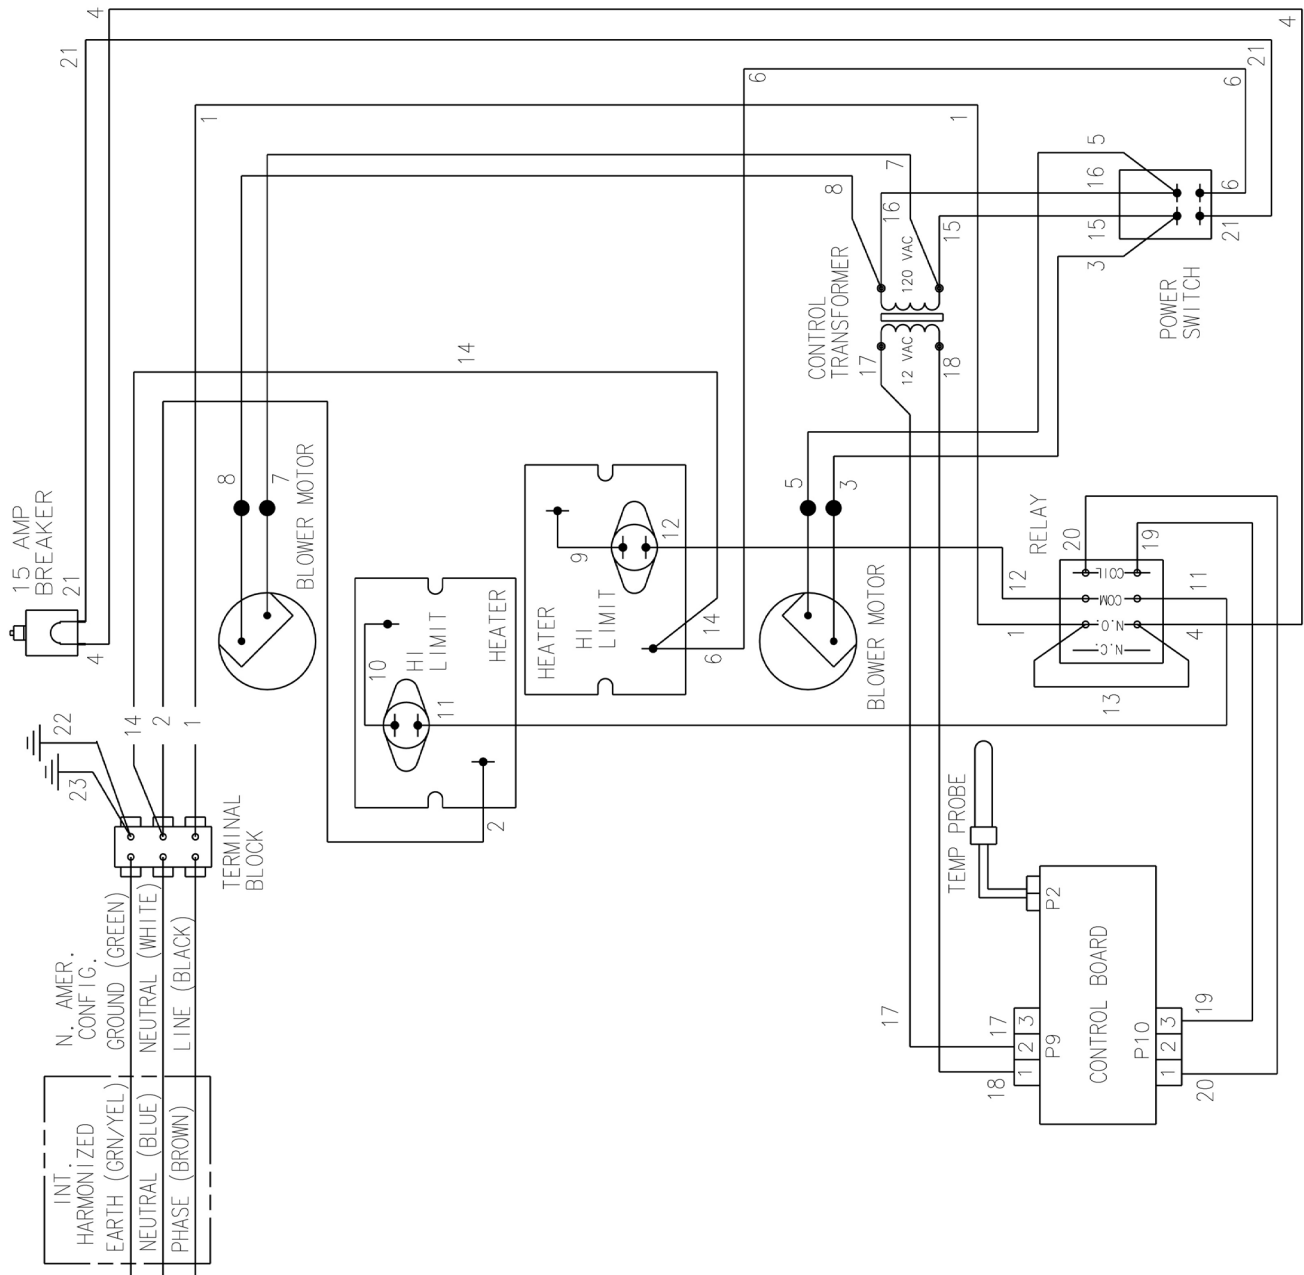 4
4
21
21
6
6
1
1
5
7
8
16
16
15
15
3
6
21
CONTROL
TRANSFORMER
120 VAC
12 VAC
17
18
POWER
SWITCH
14
15 AMP
BREAKER
21
4
8
7
BLOWER MOTOR
HEATER
HI
LIMIT
9
12
14
6
HEATER
HI
LIMIT
10
11
2
5
3
BLOWER MOTOR
RELAY
20
19
COIL
COM
N.O.
N.C.
12
11
1
4
13
22
23
14
2
1
TERMINAL
BLOCK
TEMP PROBE
P2
CONTROL BOARD
P9
1 2 3
P10
1 2 3
17
17
18
19
20
N. AMER.
CONFIG.
GROUND (GREEN)
NEUTRAL (WHITE)
LINE (BLACK)
INT.
HARMONIZED
EARTH (GRN/YEL)
NEUTRAL (BLUE)
PHASE (BROWN)